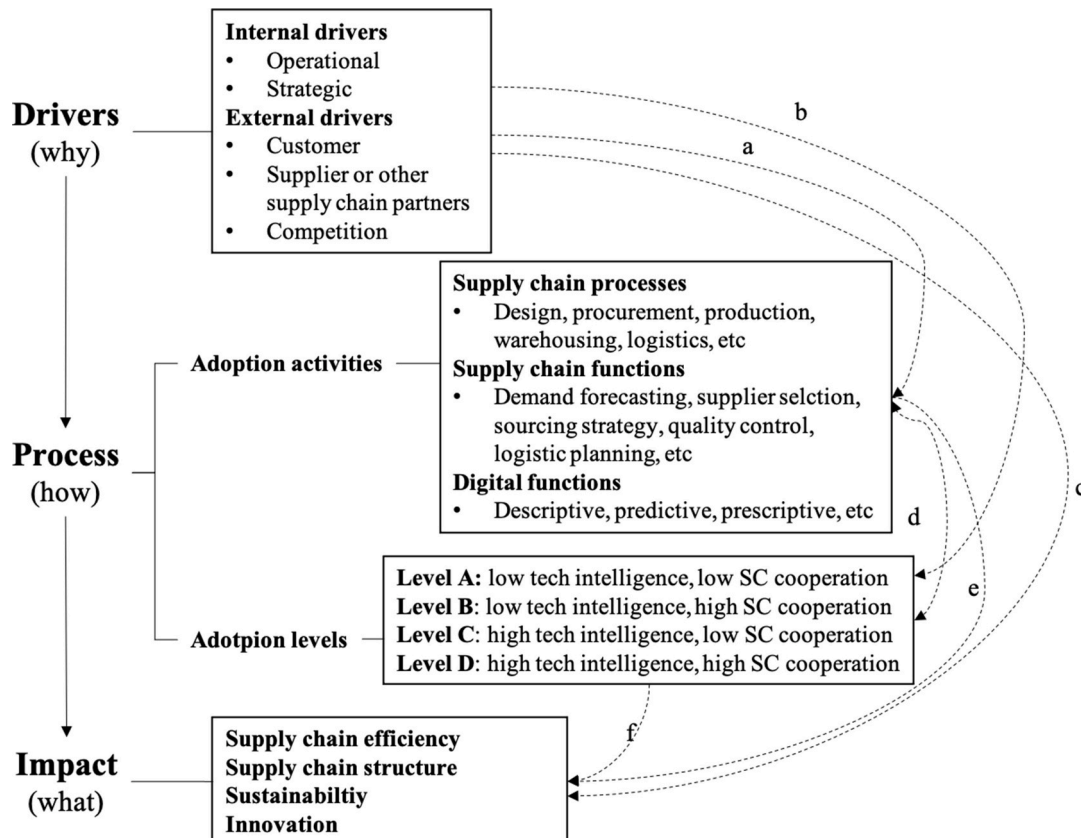 Internal drivers
• Operational
• Strategic
External drivers
• Customer
• Supplier or other
supply chain partners
• Competition
Drivers
(why)
b
a
Supply chain processes
• Design, procurement, production,
warehousing, logistics, etc
Supply chain functions
• Demand forecasting, supplier selction,
sourcing strategy, quality control,
logistic planning, etc
Digital functions
• Descriptive, predictive, prescriptive, etc
Adoption activities
Process
(how)
c
d
e
Level A: low tech intelligence, low SC cooperation
Level B: low tech intelligence, high SC cooperation
Level C: high tech intelligence, low SC cooperation
Level D: high tech intelligence, high SC cooperation
Adotpion levels
f
Impact
(what)
Supply chain efficiency
Supply chain structure
Sustainabiltiy
Innovation